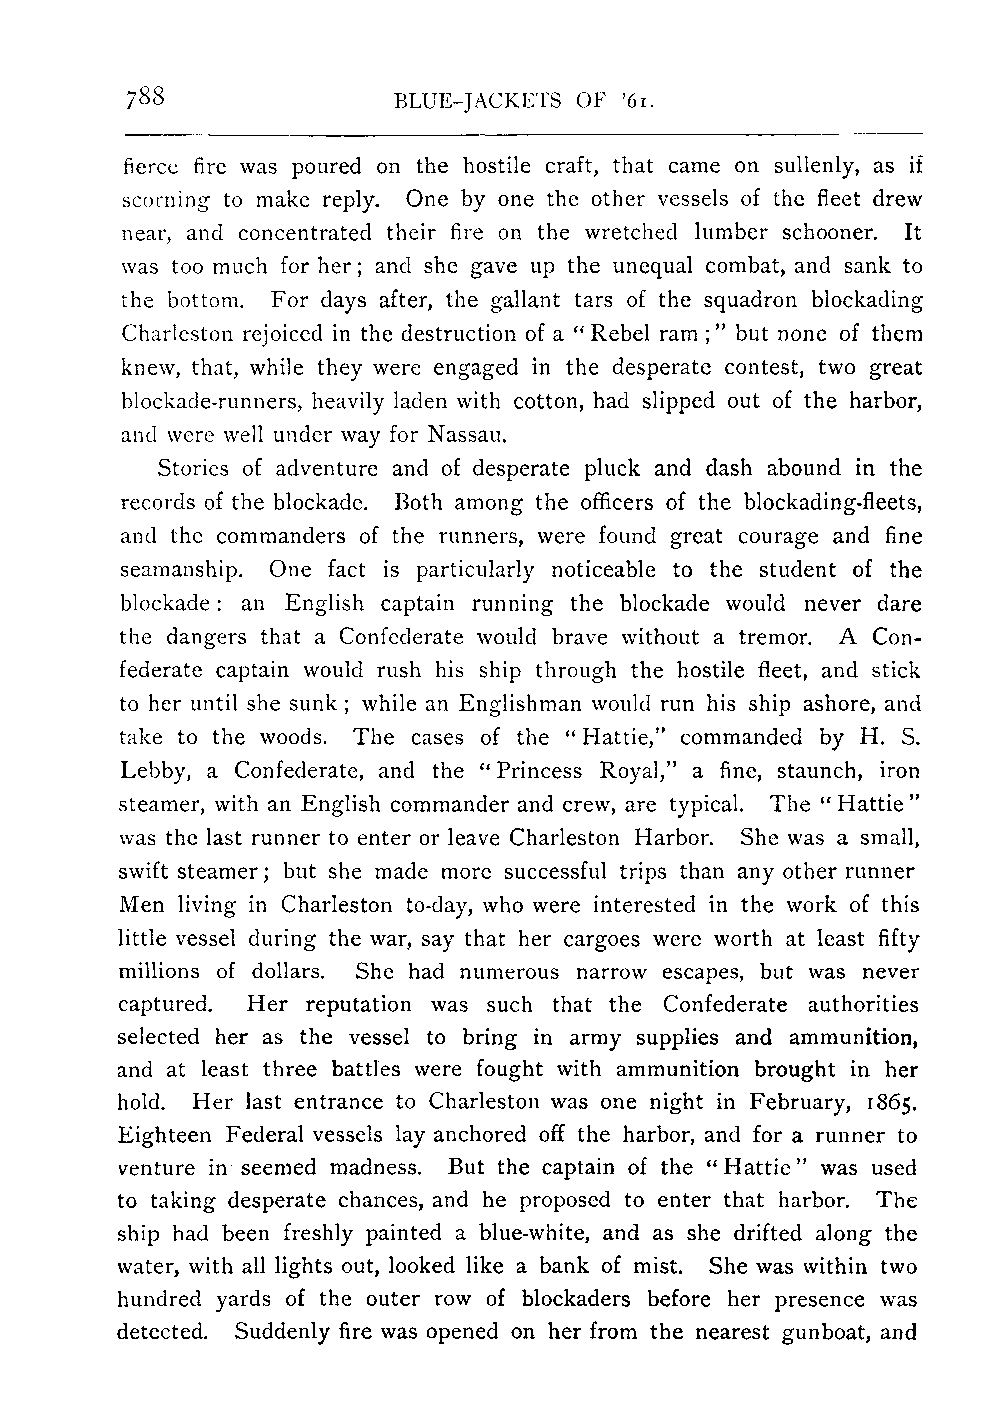 788 BLUE-JACKETS OF '61.
fierce fire was poured on the hostile craft, that came on sullenly, as if
scorning to make reply. One by one the other vessels of the fleet drew
near, and concentrated their fire on the wretched lumber schooner. It
was too much for her; and she gave up the unequal combat, and sank to
the bottom. For days after, the gallant tars of the squadron blockading
Charleston rejoiced in the destruction of a "Rebel ram;" but none of them
knew, that, while they were engaged in the desperate contest, two great
blockade-runners, heavily laden with cotton, had slipped out of the harbor,
and were well under way for Nassau.
Stories of adventure and of desperate pluck and dash abound in the
records of the blockade. Both among the officers of the blockading-fleets,
and the commanders of the runners, were found great courage and fine
seamanship. One fact is particularly noticeable to the student of the
blockade: an English captain running the blockade would never dare
the dangers that a Confederate would brave without a tremor. A Con-
federate captain would rush his ship through the hostile fleet, and stick
to her until she sunk; while an Englishman would run his ship ashore, and
take to the woods. The cases of the "Hattie," commanded by H. S.
Lebby, a Confederate, and the "Princess Royal," a fine, staunch, iron
steamer, with an English commander and crew, are typical. The "Hattie"
was the last runner to enter or leave Charleston Harbor. She was a small,
swift steamer; but she made more successful trips than any other runner
Men living in Charleston to-day, who were interested in the work of this
little vessel during the war, say that her cargoes were worth at least fifty
millions of dollars. She had numerous narrow escapes, but was never
captured. Her reputation was such that the Confederate authorities
selected her as the vessel to bring in army supplies and ammunition,
and at least three battles were fought with ammunition brought in her
hold. Her last entrance to Charleston was one night in February, 1865.
Eighteen Federal vessels lay anchored off the harbor, and for a runner to
venture in seemed madness. But the captain of the "Hattie" was used
to taking desperate chances, and he proposed to enter that harbor. The
ship had been freshly painted a blue-white, and as she drifted along the
water, with all lights out, looked like a bank of mist. She was within two
hundred yards of the outer row of blockaders before her presence was
detected. Suddenly fire was opened on her from the nearest gunboat, and